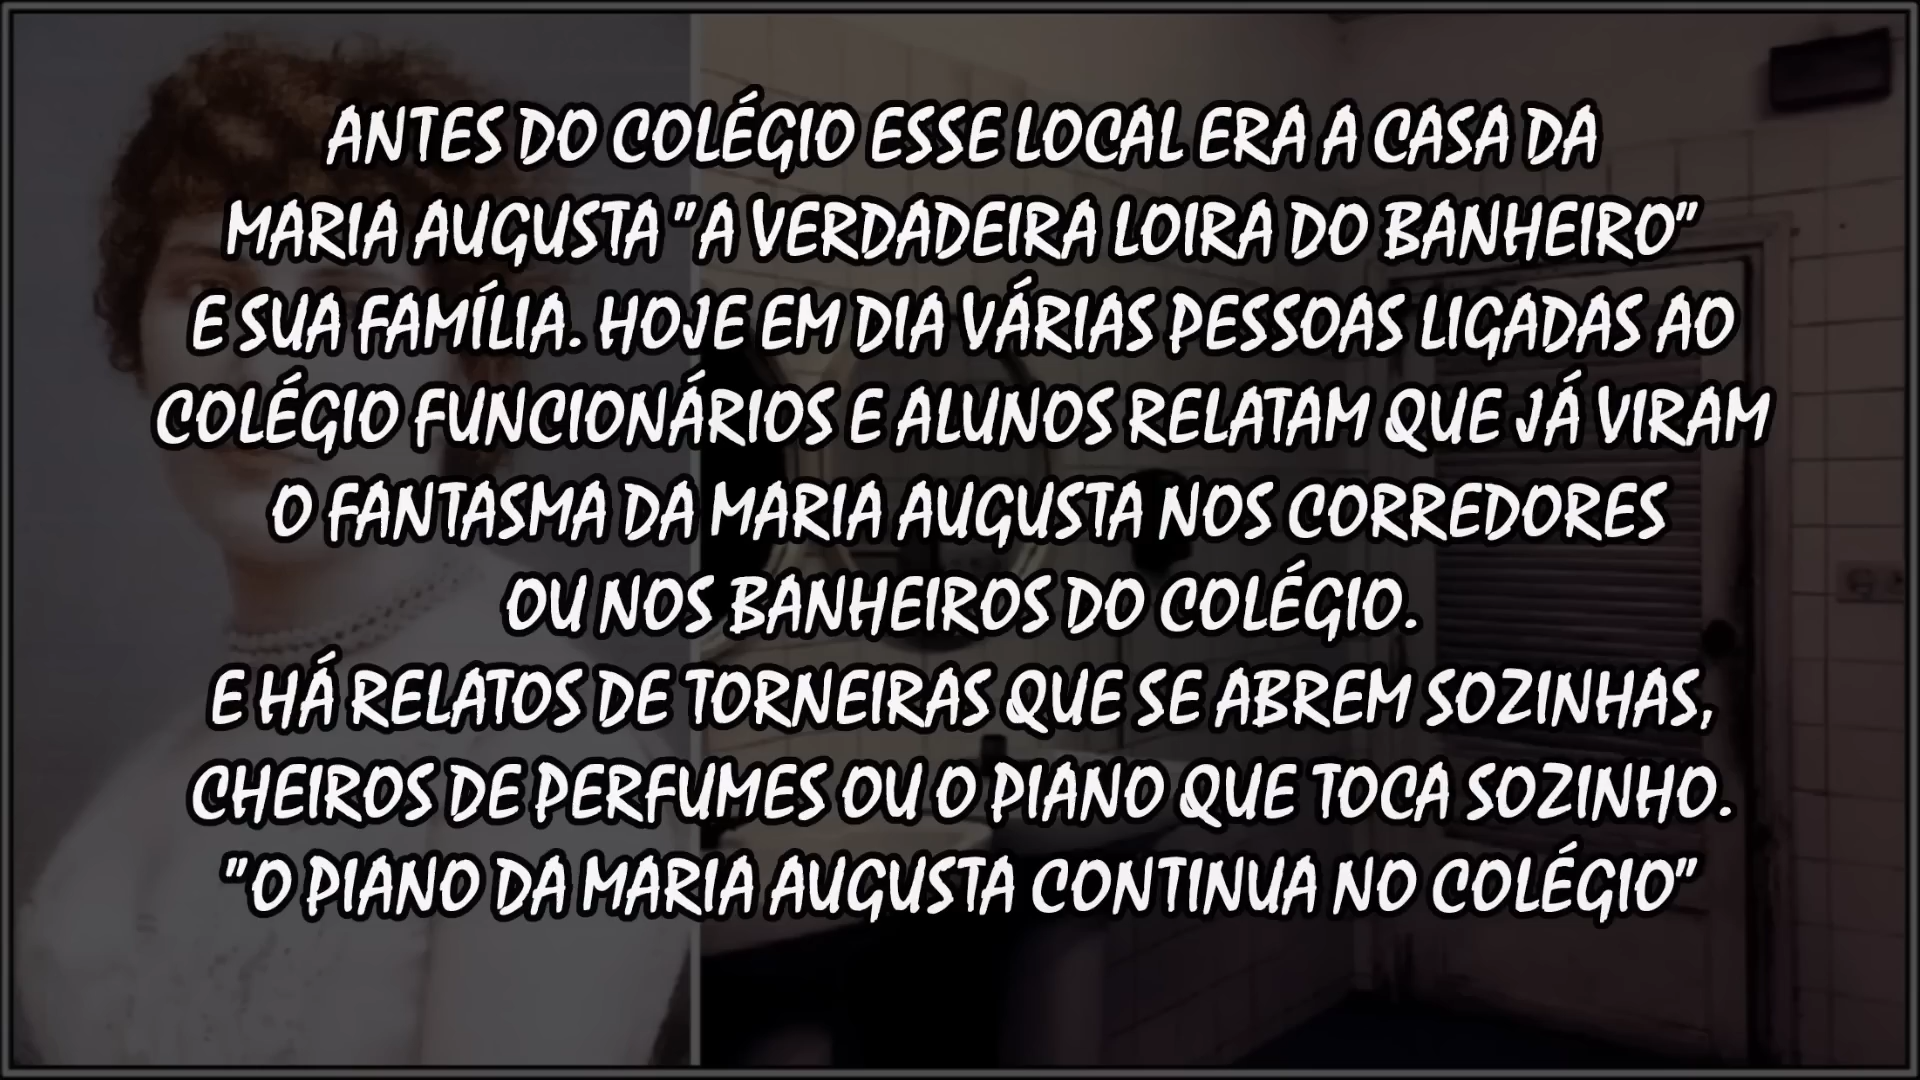 ANTES DO COLÉGIO ESSE LOCAL ERA A CASA DA
MARIA AUGUSTA "A VERDADEIRA LOIRA DO BANHEIRO"
E SUA FAMÍLIA. HOJE EM DIA VÁRIAS PESSOAS LIGADAS AO
COLÉGIO FUNCIONÁRIOS E ALUNOS RELATAM QUE JÁ VIRAM
O FANTASMA DA MARIA AUGUSTA NOS CORREDORES
OU NOS BANHEIROS DO COLÉGIO.
E HÁ RELATOS DE TORNEIRAS QUE SE ABREM SOZINHAS,
CHEIROS DE PERFUMES OU O PIANO QUE TOCA SOZINHO.
"O PIANO DA MARIA AUGUSTA CONTINUA NO COLÉGIO"